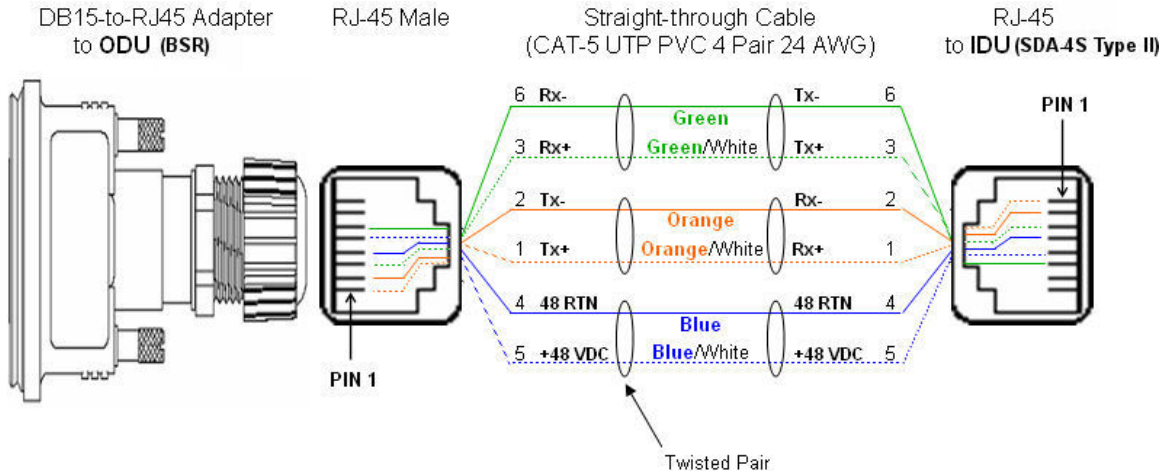 DB15-to-RJ45 Adapter
to ODU (BSR)
RJ-45 Male
Straight-through Cable
(CAT-5 UTP PVC 4 Pair 24 AWG)
RJ-45
to IDU (SDA-4S Type II)
6 Rx- Tx- 6
Green
3 Rx+ Green/White Tx+ 3
2 Tx- Rx- 2
Orange
1 Tx+ Orange/White Rx+ 1
4 48 RTN 48 RTN 4
Blue
5 +48 VDC Blue/White +48 VDC 5
PIN 1
PIN 1
Twisted Pair